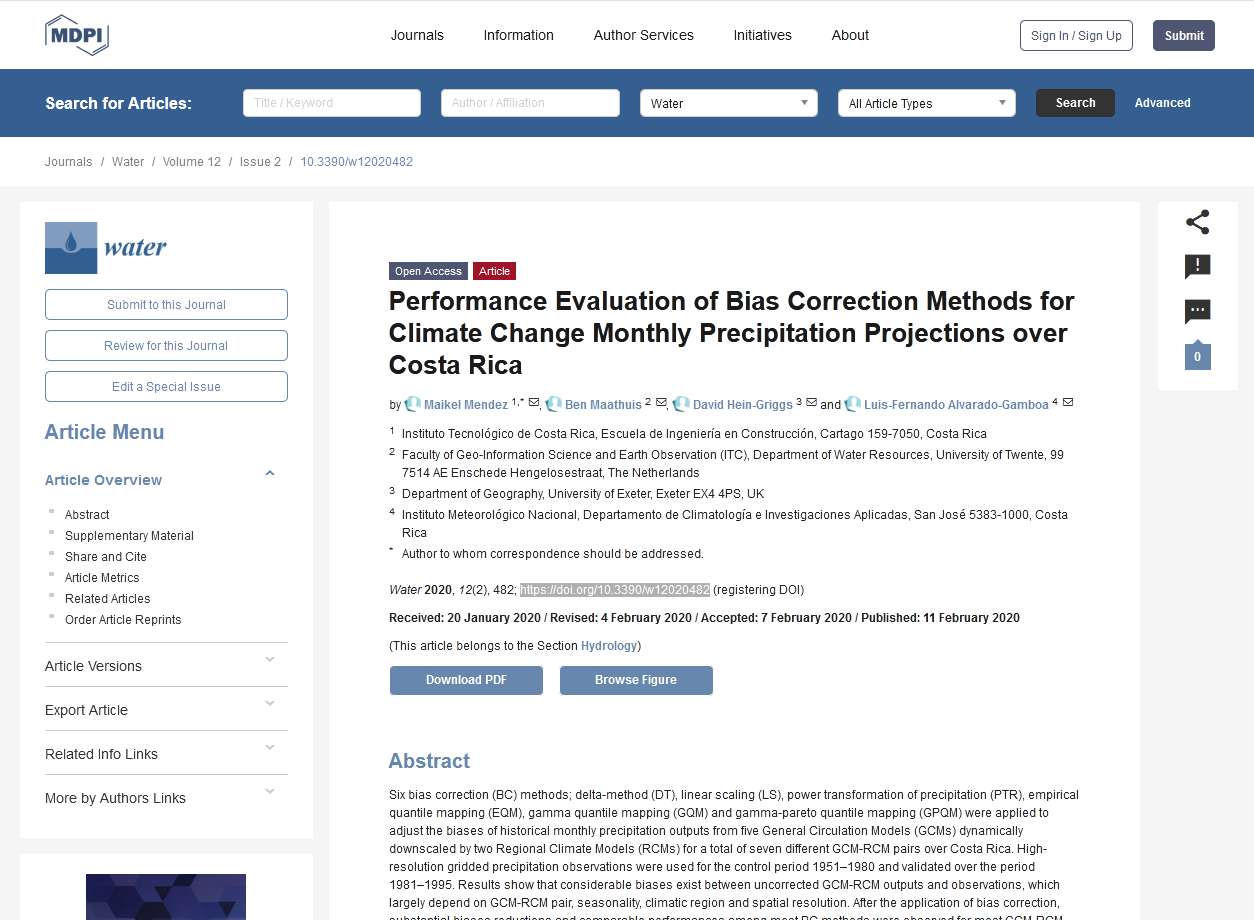 MDPI
Journals Information Author Services Initiatives About Sign In / Sign Up Submit
Search for Articles: Title / Keyword Author / Affiliation Water All Article Types Search Advanced
Journals / Water / Volume 12 / Issue 2 / 10.3390/w12020482
water
Submit to this Journal
Review for this Journal
Edit a Special Issue
Article Menu
Article Overview
Abstract
Supplementary Material
Share and Cite
Article Metrics
Related Articles
Order Article Reprints
Article Versions
Export Article
Related Info Links
More by Authors Links
Open Access Article
Performance Evaluation of Bias Correction Methods for
Climate Change Monthly Precipitation Projections over
Costa Rica
by Maikel Mendez 1,*, Ben Maathuis 2, David Hein-Griggs 3 and Luis-Fernando Alvarado-Gamboa 4
1 Instituto Tecnológico de Costa Rica, Escuela de Ingeniería en Construcción, Cartago 159-7050, Costa Rica
2 Faculty of Geo-Information Science and Earth Observation (ITC), Department of Water Resources, University of Twente, 99
7514 AE Enschede Hengelosestraat, The Netherlands
3 Department of Geography, University of Exeter, Exeter EX4 4PS, UK
4 Instituto Meteorológico Nacional, Departamento de Climatología e Investigaciones Aplicadas, San José 5383-1000, Costa
Rica
* Author to whom correspondence should be addressed.
Water 2020, 12(2), 482; https://doi.org/10.3390/w12020482 (registering DOI)
Received: 20 January 2020 / Revised: 4 February 2020 / Accepted: 7 February 2020 / Published: 11 February 2020
(This article belongs to the Section Hydrology)
Download PDF Browse Figure
Abstract
Six bias correction (BC) methods; delta-method (DT), linear scaling (LS), power transformation of precipitation (PTR), empirical
quantile mapping (EQM), gamma quantile mapping (GQM) and gamma-pareto quantile mapping (GPQM) were applied to
adjust the biases of historical monthly precipitation outputs from five General Circulation Models (GCMs) dynamically
downscaled by two Regional Climate Models (RCMs) for a total of seven different GCM-RCM pairs over Costa Rica. High-
resolution gridded precipitation observations were used for the control period 1951–1980 and validated over the period
1981–1995. Results show that considerable biases exist between uncorrected GCM-RCM outputs and observations, which
largely depend on GCM-RCM pair, seasonality, climatic region and spatial resolution. After the application of bias correction,
substantial biases reductions and comparable performances among most BC methods were observed for most GCM-RCM
0